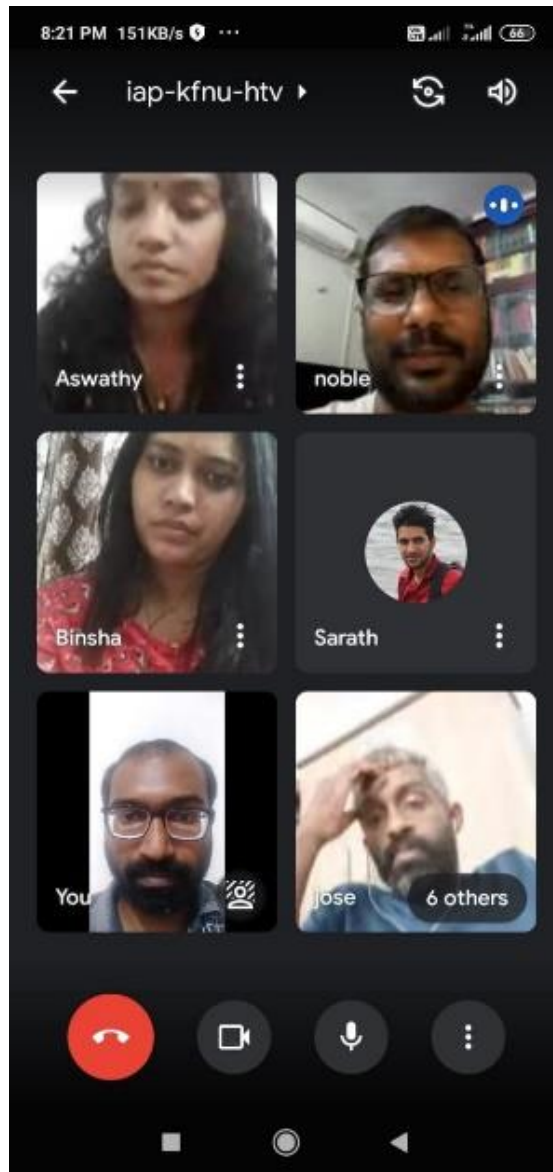 8:21 PM 151KB/s ... 66
iap-kfnu-htv
Aswathy
noble
Binsha
Sarath
You
jose
6 others